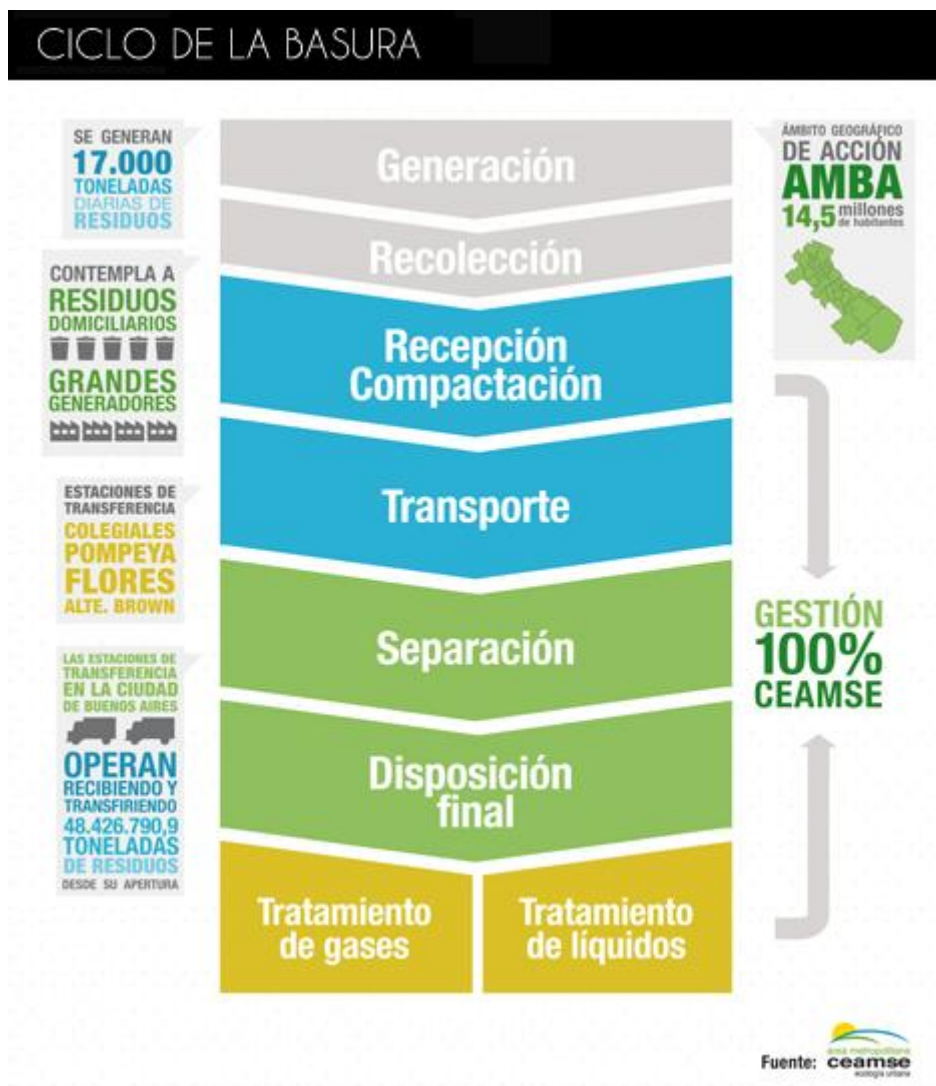 CICLO DE LA BASURA
SE GENERAN
17.000
TONELADAS
DIARIAS DE
RESIDUOS
CONTEMPLA A
RESIDUOS
DOMICILIARIOS
GRANDES
GENERADORES
ESTACIONES DE
TRANSFERENCIA
COLEGIALES
POMPEYA
FLORES
ALTE. BROWN
LAS ESTACIONES DE
TRANSFERENCIA
EN LA CIUDAD
DE BUENOS AIRES
OPERAN
RECIBIENDO Y
TRANSFIRIENDO
48.426.790,9
TONELADAS
DE RESIDUOS
DESDE SU APERTURA
Generación
Recolección
Recepción
Compactación
Transporte
Separación
Disposición
final
Tratamiento
de gases
Tratamiento
de líquidos
ÁMBITO GEOGRÁFICO
DE ACCIÓN
AMBA
14,5 millones
de habitantes
GESTIÓN
100%
CEAMSE
Fuente:
área metropolitana
ceamse
ecología urbana